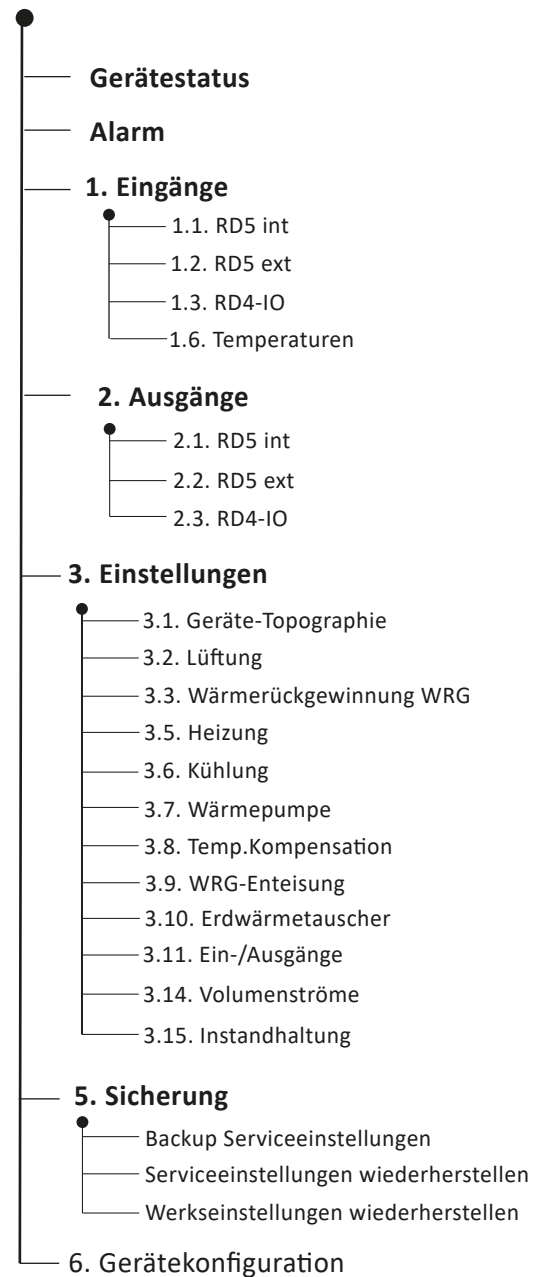 Gerätestatus
Alarm
1. Eingänge
1.1. RD5 int
1.2. RD5 ext
1.3. RD4-IO
1.6. Temperaturen
2. Ausgänge
2.1. RD5 int
2.2. RD5 ext
2.3. RD4-IO
3. Einstellungen
3.1. Geräte-Topographie
3.2. Lüftung
3.3. Wärmerückgewinnung WRG
3.5. Heizung
3.6. Kühlung
3.7. Wärmepumpe
3.8. Temp.Kompensation
3.9. WRG-Enteisung
3.10. Erdwärmetauscher
3.11. Ein-/Ausgänge
3.14. Volumenströme
3.15. Instandhaltung
5. Sicherung
Backup Serviceeinstellungen
Serviceeinstellungen wiederherstellen
Werkseinstellungen wiederherstellen
6. Gerätekonfiguration